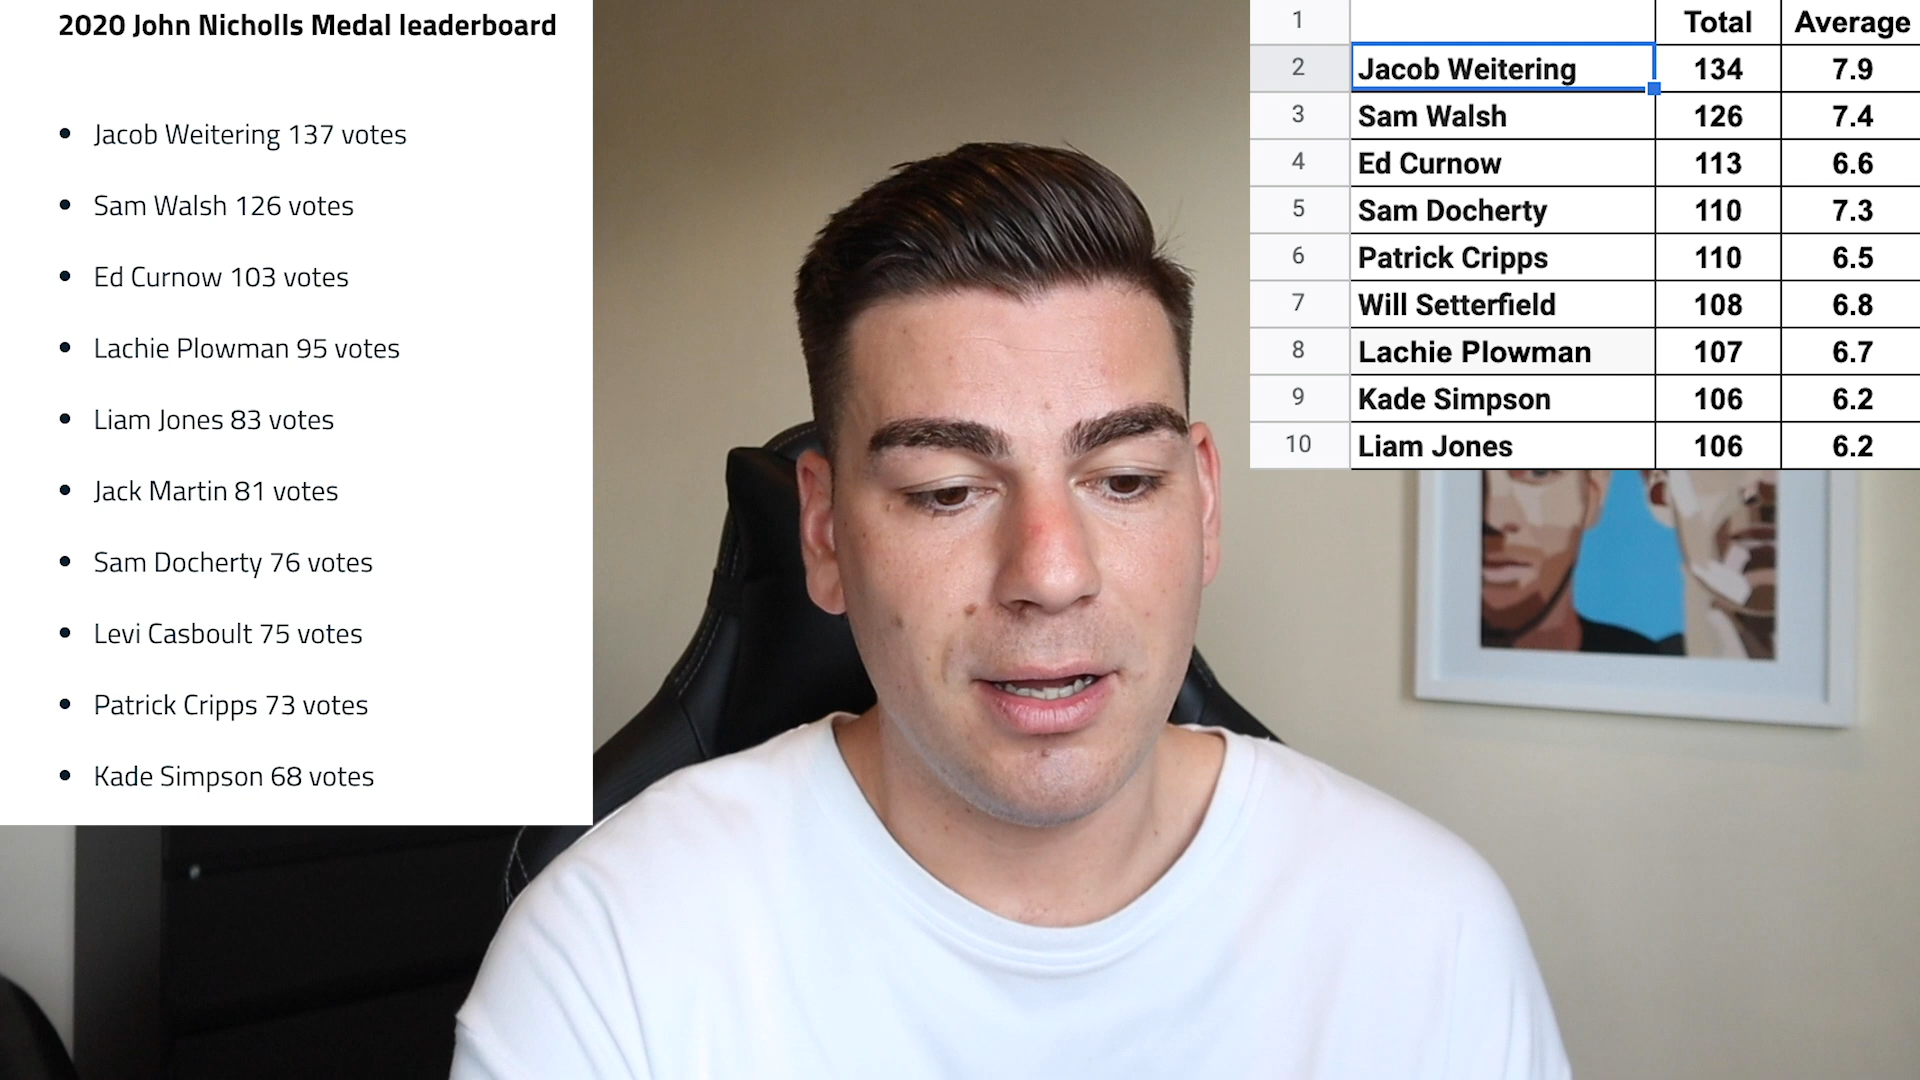 2020 John Nicholls Medal leaderboard
Jacob Weitering 137 votes
Sam Walsh 126 votes
Ed Curnow 103 votes
Lachie Plowman 95 votes
Liam Jones 83 votes
Jack Martin 81 votes
Sam Docherty 76 votes
Levi Casboult 75 votes
Patrick Cripps 73 votes
Kade Simpson 68 votes
1 Total Average
2 Jacob Weitering 134 7.9
3 Sam Walsh 126 7.4
4 Ed Curnow 113 6.6
5 Sam Docherty 110 7.3
6 Patrick Cripps 110 6.5
7 Will Setterfield 108 6.8
8 Lachie Plowman 107 6.7
9 Kade Simpson 106 6.2
10 Liam Jones 106 6.2